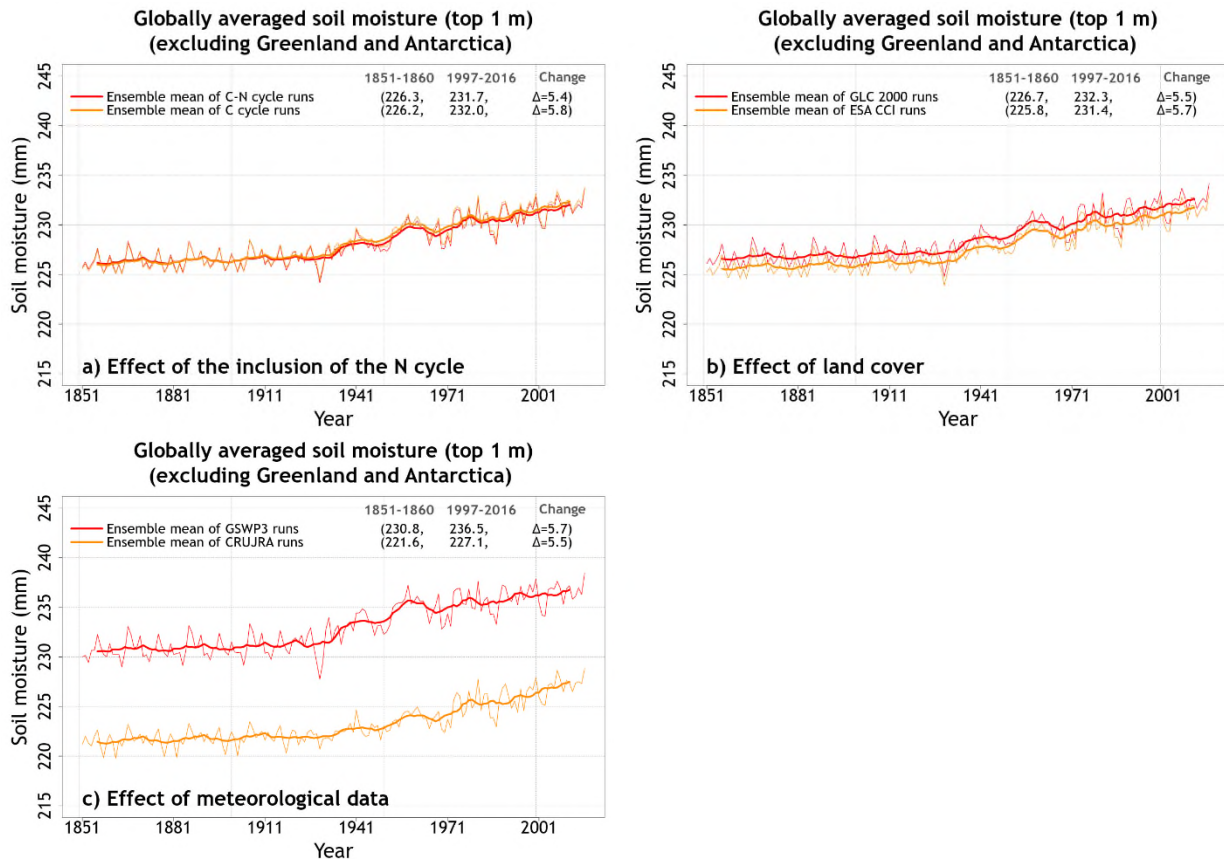 Globally averaged soil moisture (top 1 m)
(excluding Greenland and Antarctica)
1851-1860 1997-2016 Change
Ensemble mean of C-N cycle runs (226.3, 231.7, Δ=5.4)
Ensemble mean of C cycle runs (226.2, 232.0, Δ=5.8)
Soil moisture (mm)
245
240
235
230
225
220
215
a) Effect of the inclusion of the N cycle
1851 1881 1911 1941 1971 2001
Year
Globally averaged soil moisture (top 1 m)
(excluding Greenland and Antarctica)
1851-1860 1997-2016 Change
Ensemble mean of GLC 2000 runs (226.7, 232.3, Δ=5.5)
Ensemble mean of ESA CCI runs (225.8, 231.4, Δ=5.7)
Soil moisture (mm)
245
240
235
230
225
220
215
b) Effect of land cover
1851 1881 1911 1941 1971 2001
Year
Globally averaged soil moisture (top 1 m)
(excluding Greenland and Antarctica)
1851-1860 1997-2016 Change
Ensemble mean of GSWP3 runs (230.8, 236.5, Δ=5.7)
Ensemble mean of CRUJRA runs (221.6, 227.1, Δ=5.5)
Soil moisture (mm)
245
240
235
230
225
220
215
c) Effect of meteorological data
1851 1881 1911 1941 1971 2001
Year